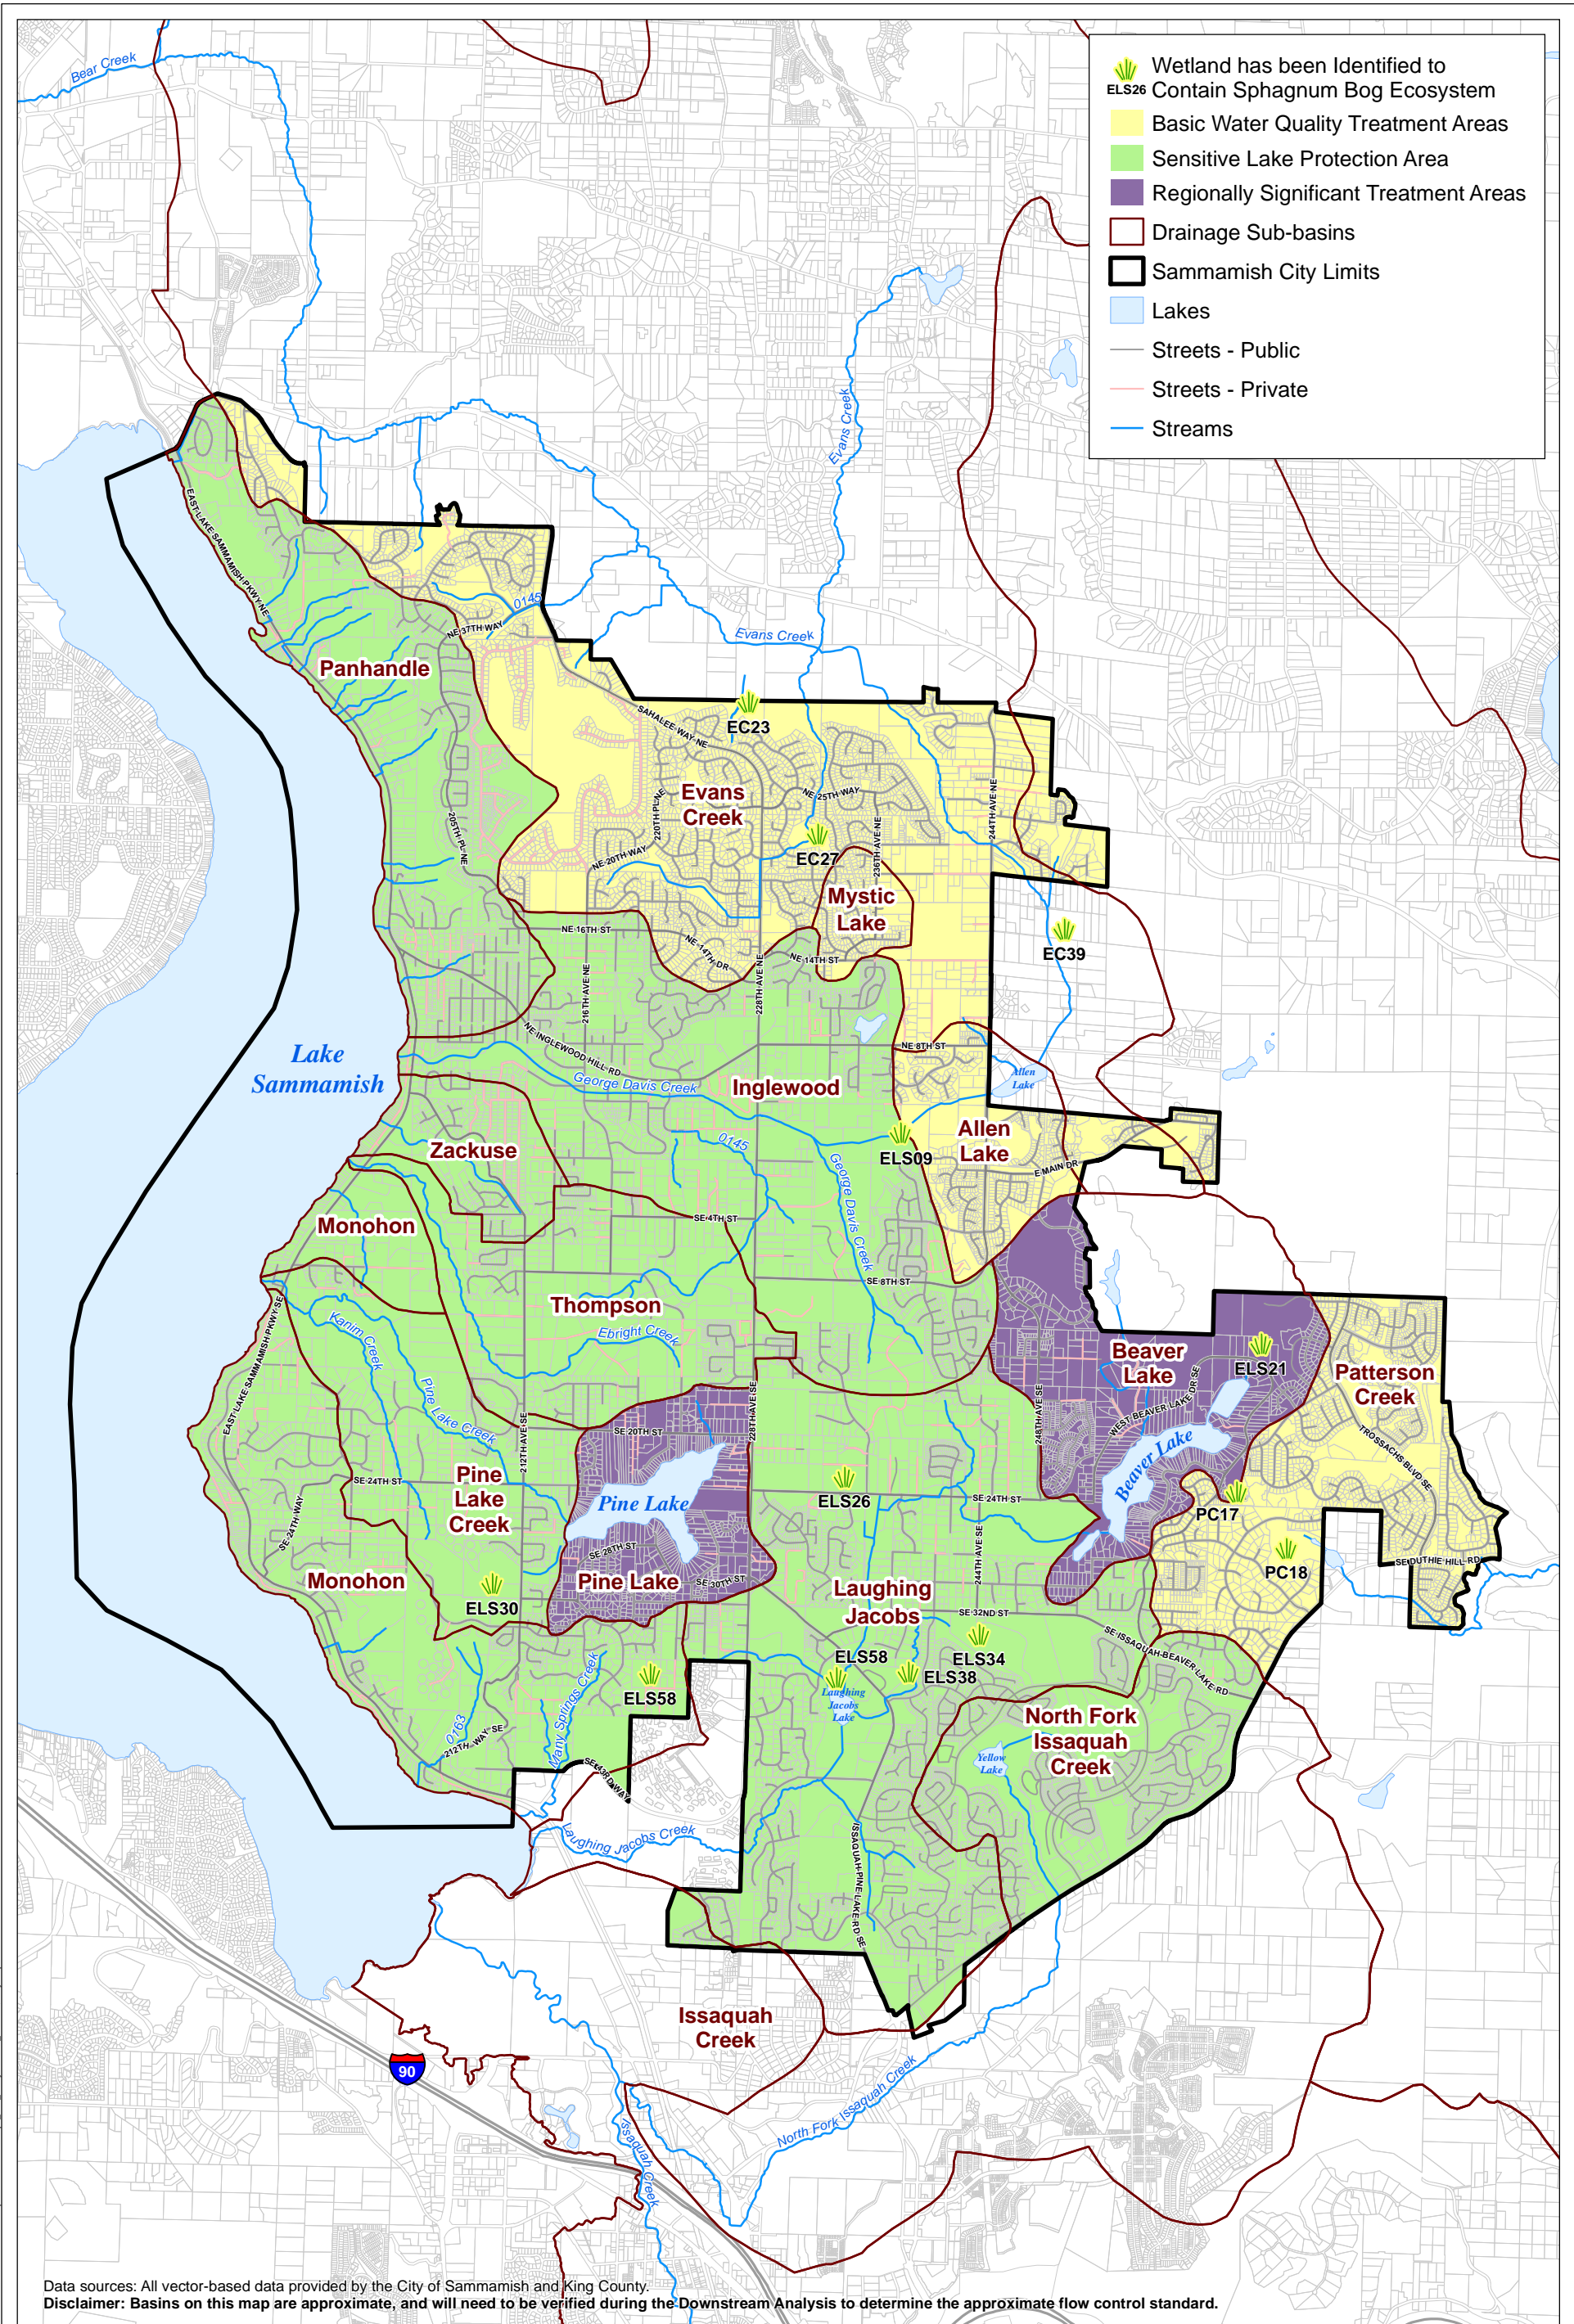 Bear Creek
ELS26
Wetland has been Identified to
Contain Sphagnum Bog Ecosystem
Basic Water Quality Treatment Areas
Sensitive Lake Protection Area
Regionally Significant Treatment Areas
Drainage Sub-basins
Sammamish City Limits
Lakes
Streets - Public
Streets - Private
Streams
Evans Creek
EAST LAKE SAMMAMISH PKWY NE
0145
NE 37TH WAY
Evans Creek
Panhandle
EC23
SAHALEE WAY NE
Evans
Creek
NE 25TH WAY
244TH AVE NE
220TH PL NE
205TH PL NE
236TH AVE NE
NE 20TH WAY
EC27
Mystic
Lake
NE 16TH ST
NE 14TH DR
NE 14TH ST
EC39
216TH AVE NE
228TH AVE NE
NE INGLEWOOD HILL RD
NE 8TH ST
Lake
Sammamish
Allen
Lake
George Davis Creek
Inglewood
Allen
Lake
ELS09
0145
Zackuse
E MAIN DR
George Davis Creek
Monohon
SE 4TH ST
SE 8TH ST
Thompson
Kanim Creek
Ebright Creek
EAST LAKE SAMMAMISH PKWY SE
Beaver
Lake
ELS21
Patterson
Creek
Pine Lake Creek
212TH AVE SE
228TH AVE SE
248TH AVE SE
WEST BEAVER LAKE DR SE
SE 20TH ST
TROSSACHS BLVD SE
Beaver Lake
SE 24TH ST
Pine
Lake
Creek
Pine Lake
ELS26
SE 24TH ST
PC17
SE 24TH WAY
SE 28TH ST
244TH AVE SE
PC18
SE DUTHIE HILL RD
Monohon
ELS30
Pine Lake
SE 30TH ST
Laughing
Jacobs
SE 32ND ST
SE ISSAQUAH-BEAVER LAKE RD
ELS58
ELS34
ELS38
ELS58
Laughing
Jacobs
Lake
Many Springs Creek
0163
212TH WAY SE
North Fork
Issaquah
Creek
Yellow
Lake
SE 43RD WAY
Laughing Jacobs Creek
ISSAQUAH-PINE LAKE RD SE
Issaquah
Creek
90
North Fork Issaquah Creek
Issaquah Creek
Data sources: All vector-based data provided by the City of Sammamish and King County.
Disclaimer: Basins on this map are approximate, and will need to be verified during the Downstream Analysis to determine the approximate flow control standard.